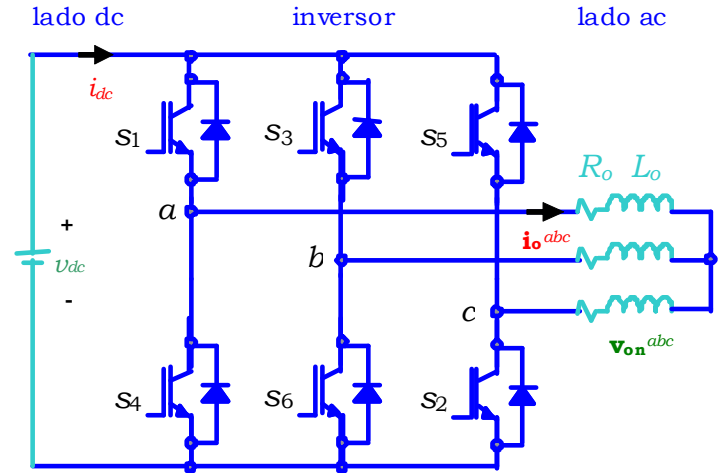 lado dc inversor lado ac
i_dc
s1 s3 s5
R_o L_o
a
i_o^abc
+
b
v_dc
-
c
v_on^abc
s4 s6 s2